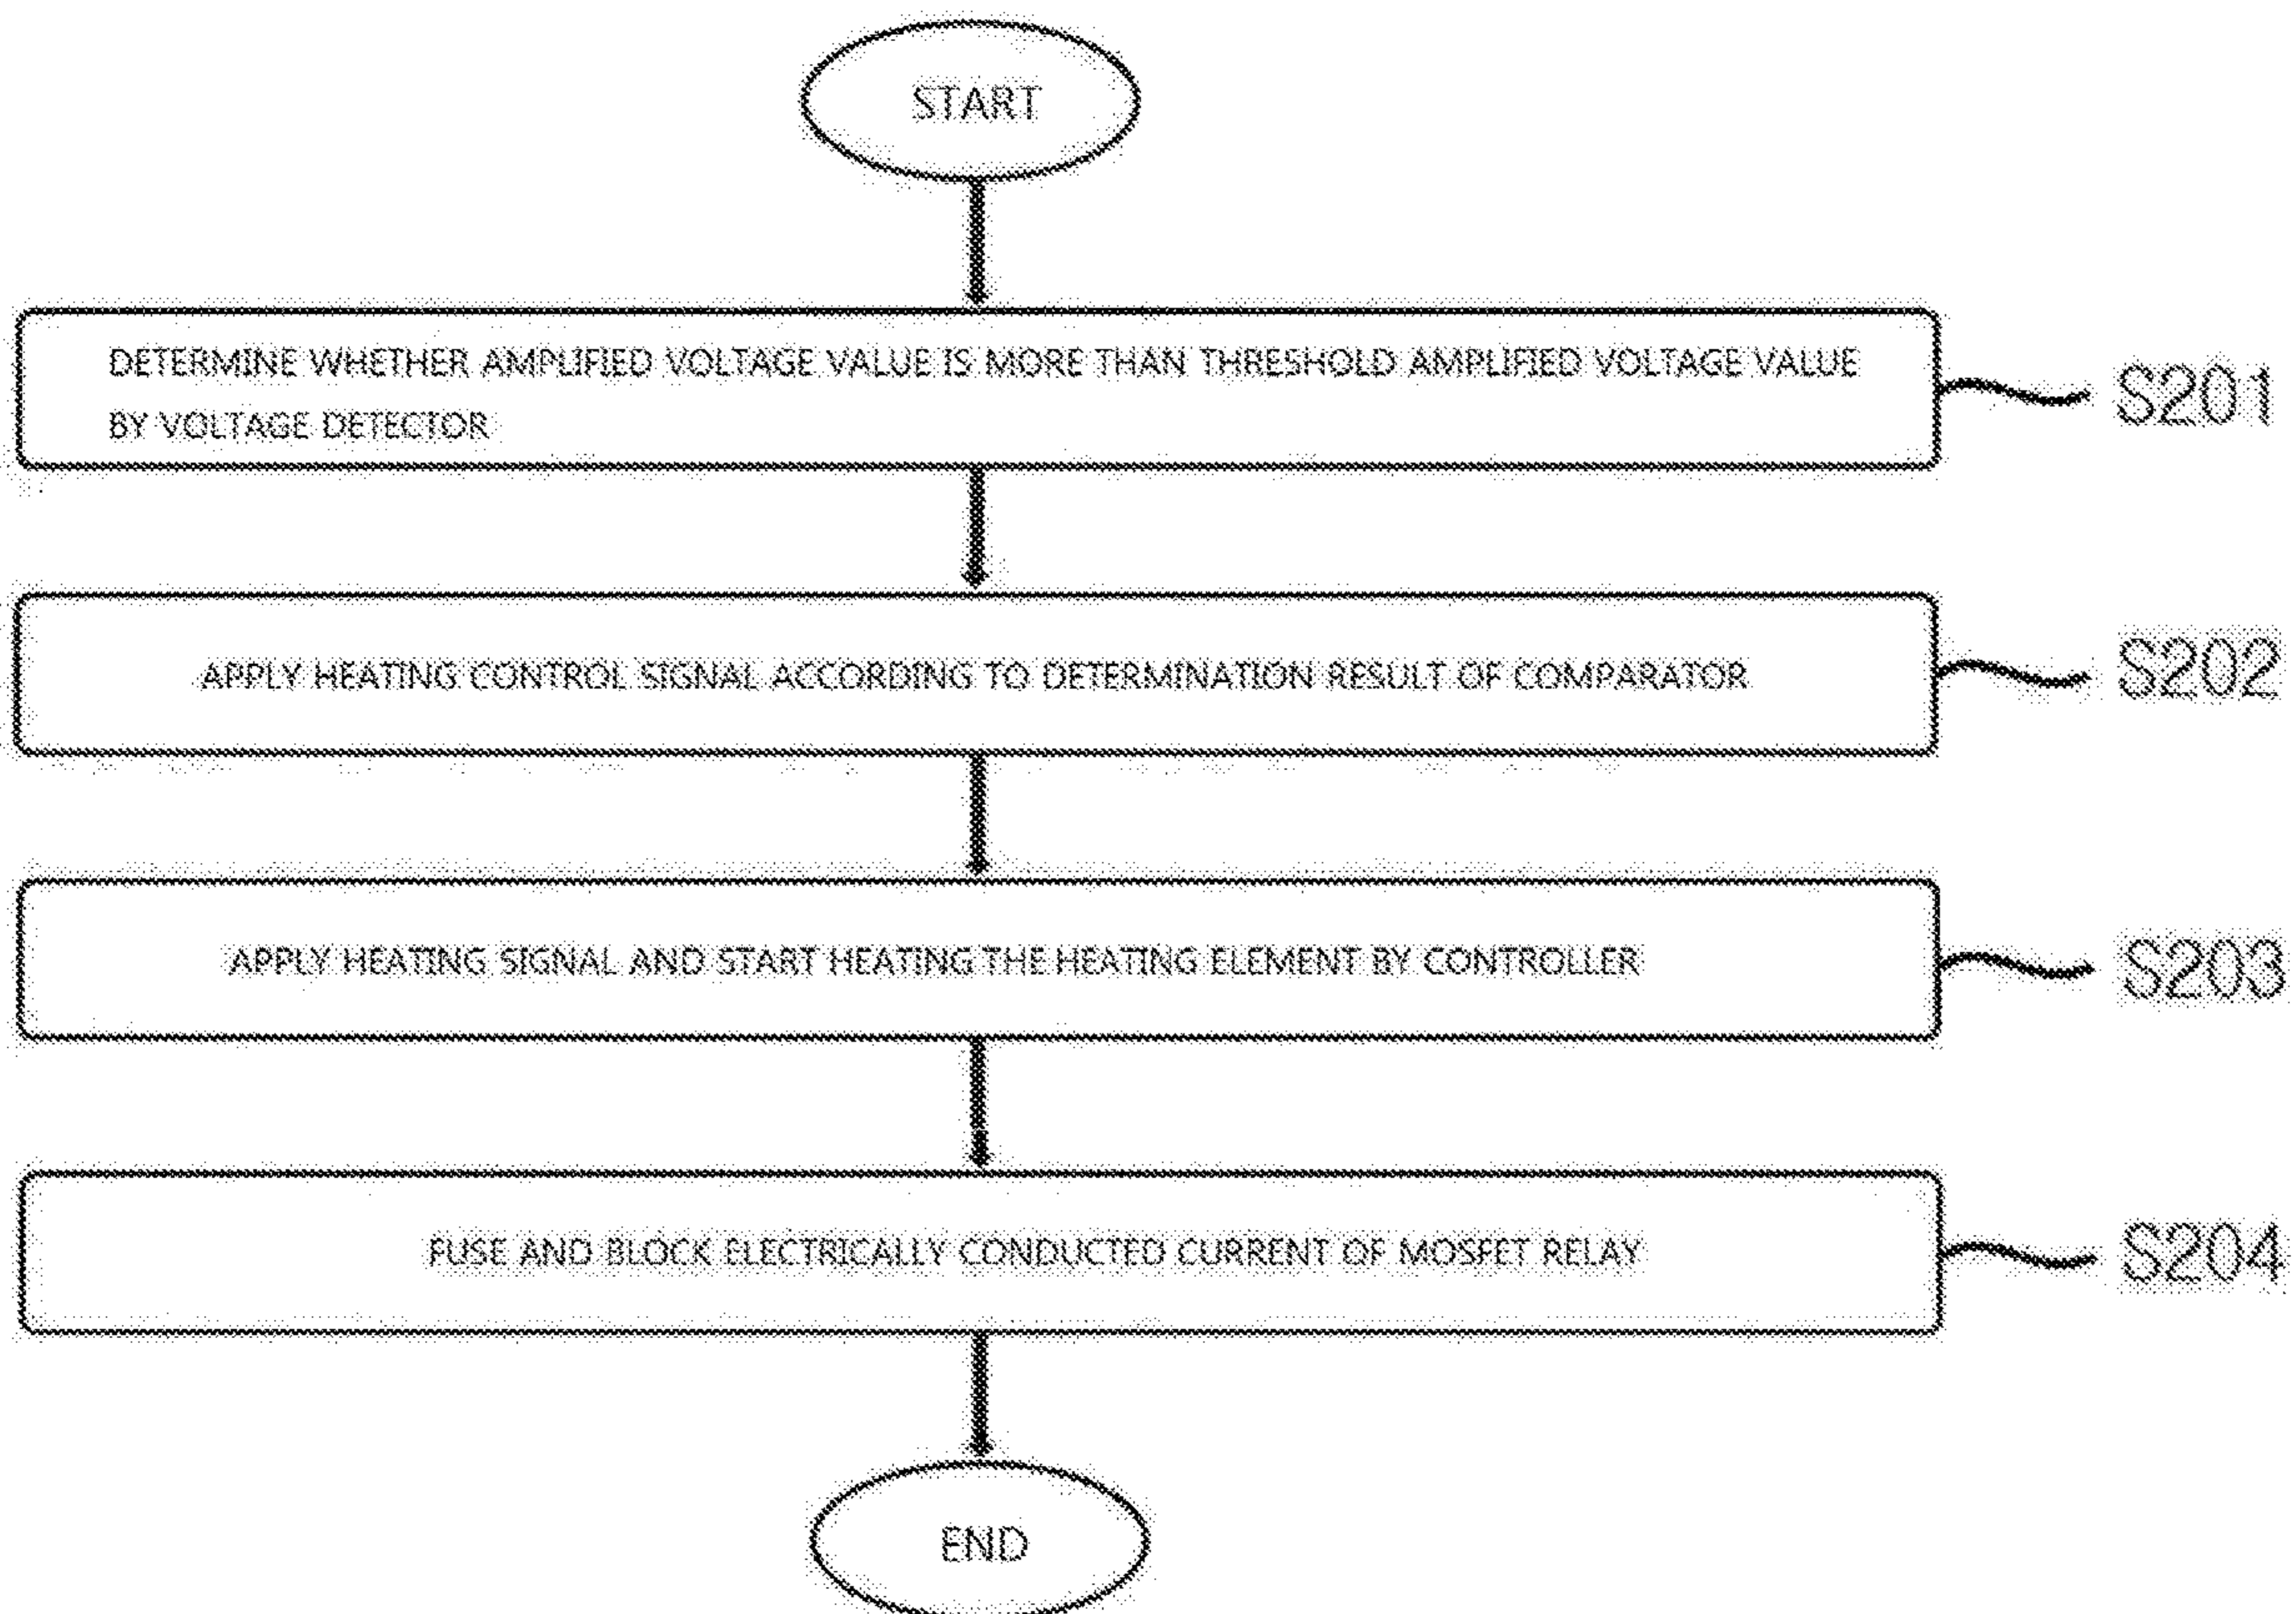 START
DETERMINE WHETHER AMPLIFIED VOLTAGE VALUE IS MORE THAN THRESHOLD AMPLIFIED VOLTAGE VALUE
BY VOLTAGE DETECTOR
S201
APPLY HEATING CONTROL SIGNAL ACCORDING TO DETERMINATION RESULT OF COMPARATOR
S202
APPLY HEATING SIGNAL AND START HEATING THE HEATING ELEMENT BY CONTROLLER
S203
FUSE AND BLOCK ELECTRICALLY CONDUCTED CURRENT OF MOSFET RELAY
S204
END